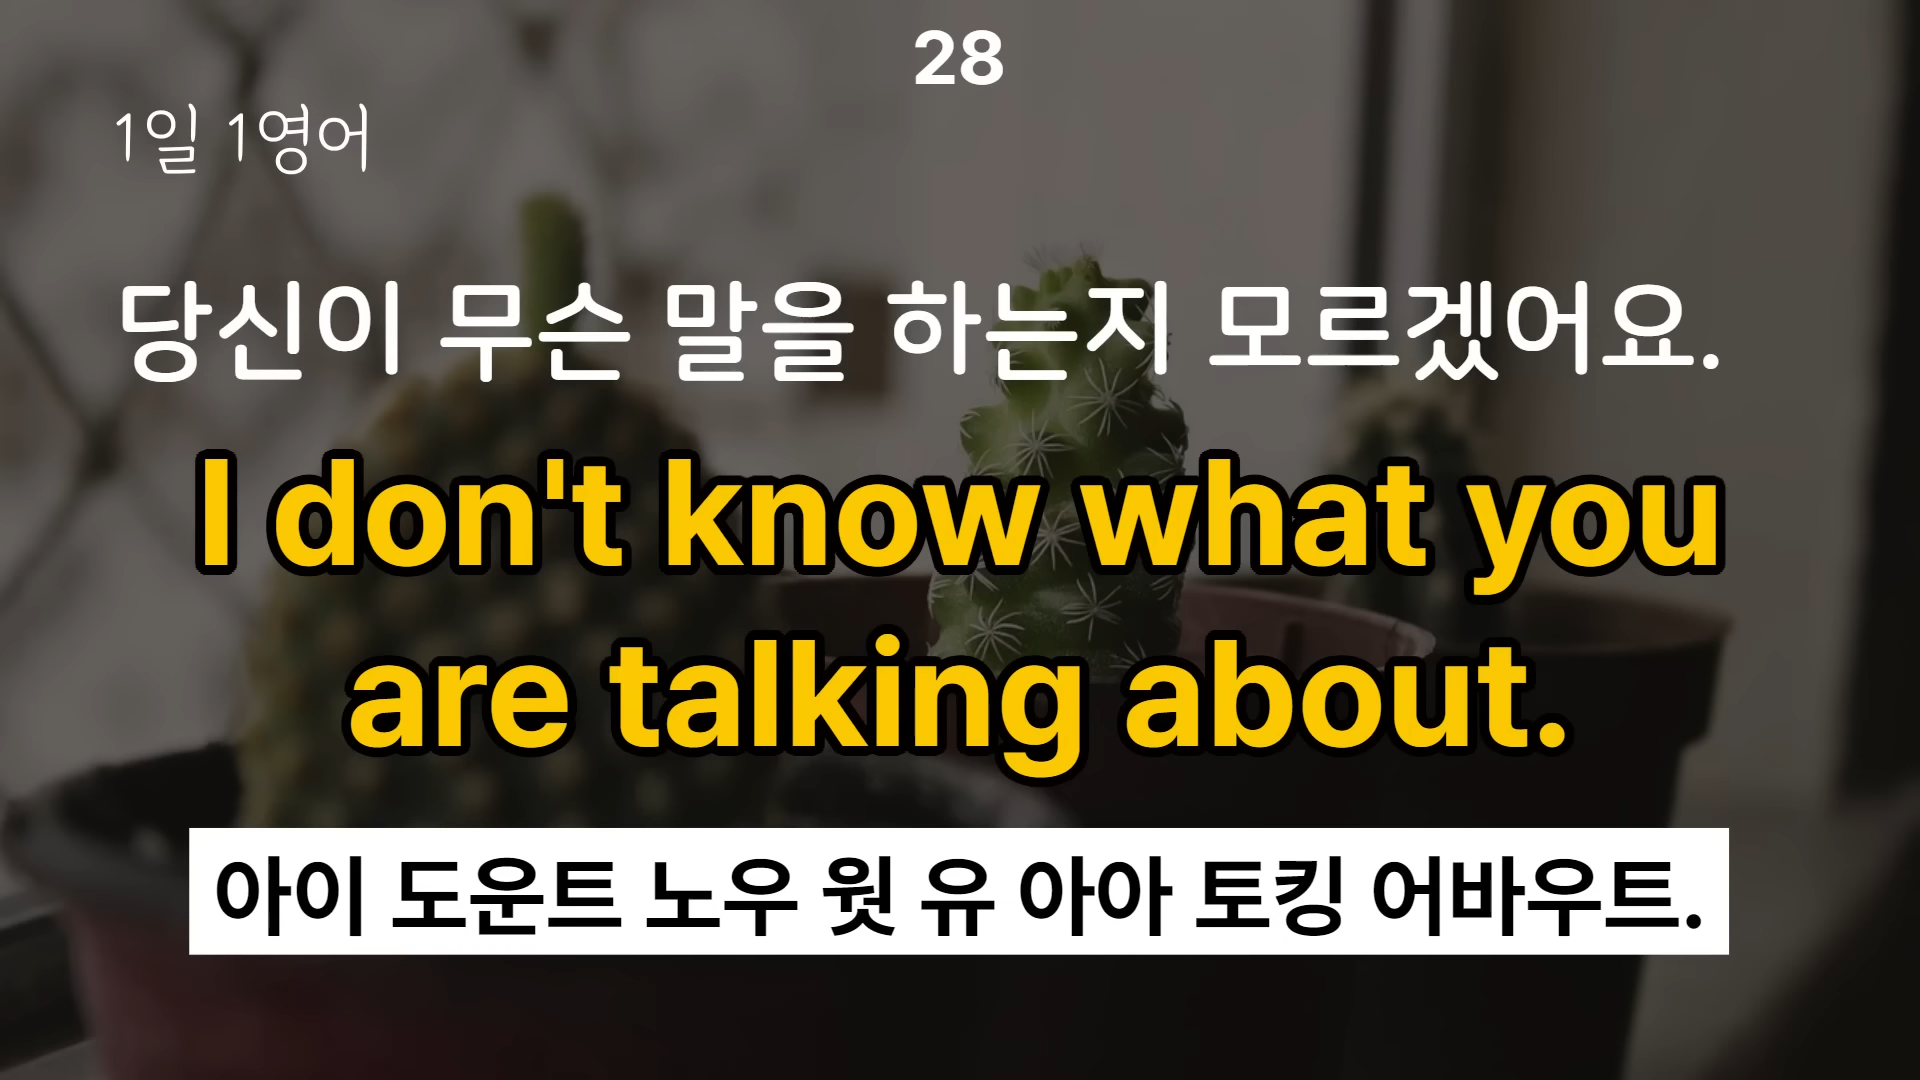 28
1일 1영어
당신이 무슨 말을 하는지 모르겠어요.
I don't know what you
are talking about.
아이 도운트 노우 웟 유 아아 토킹 어바우트.